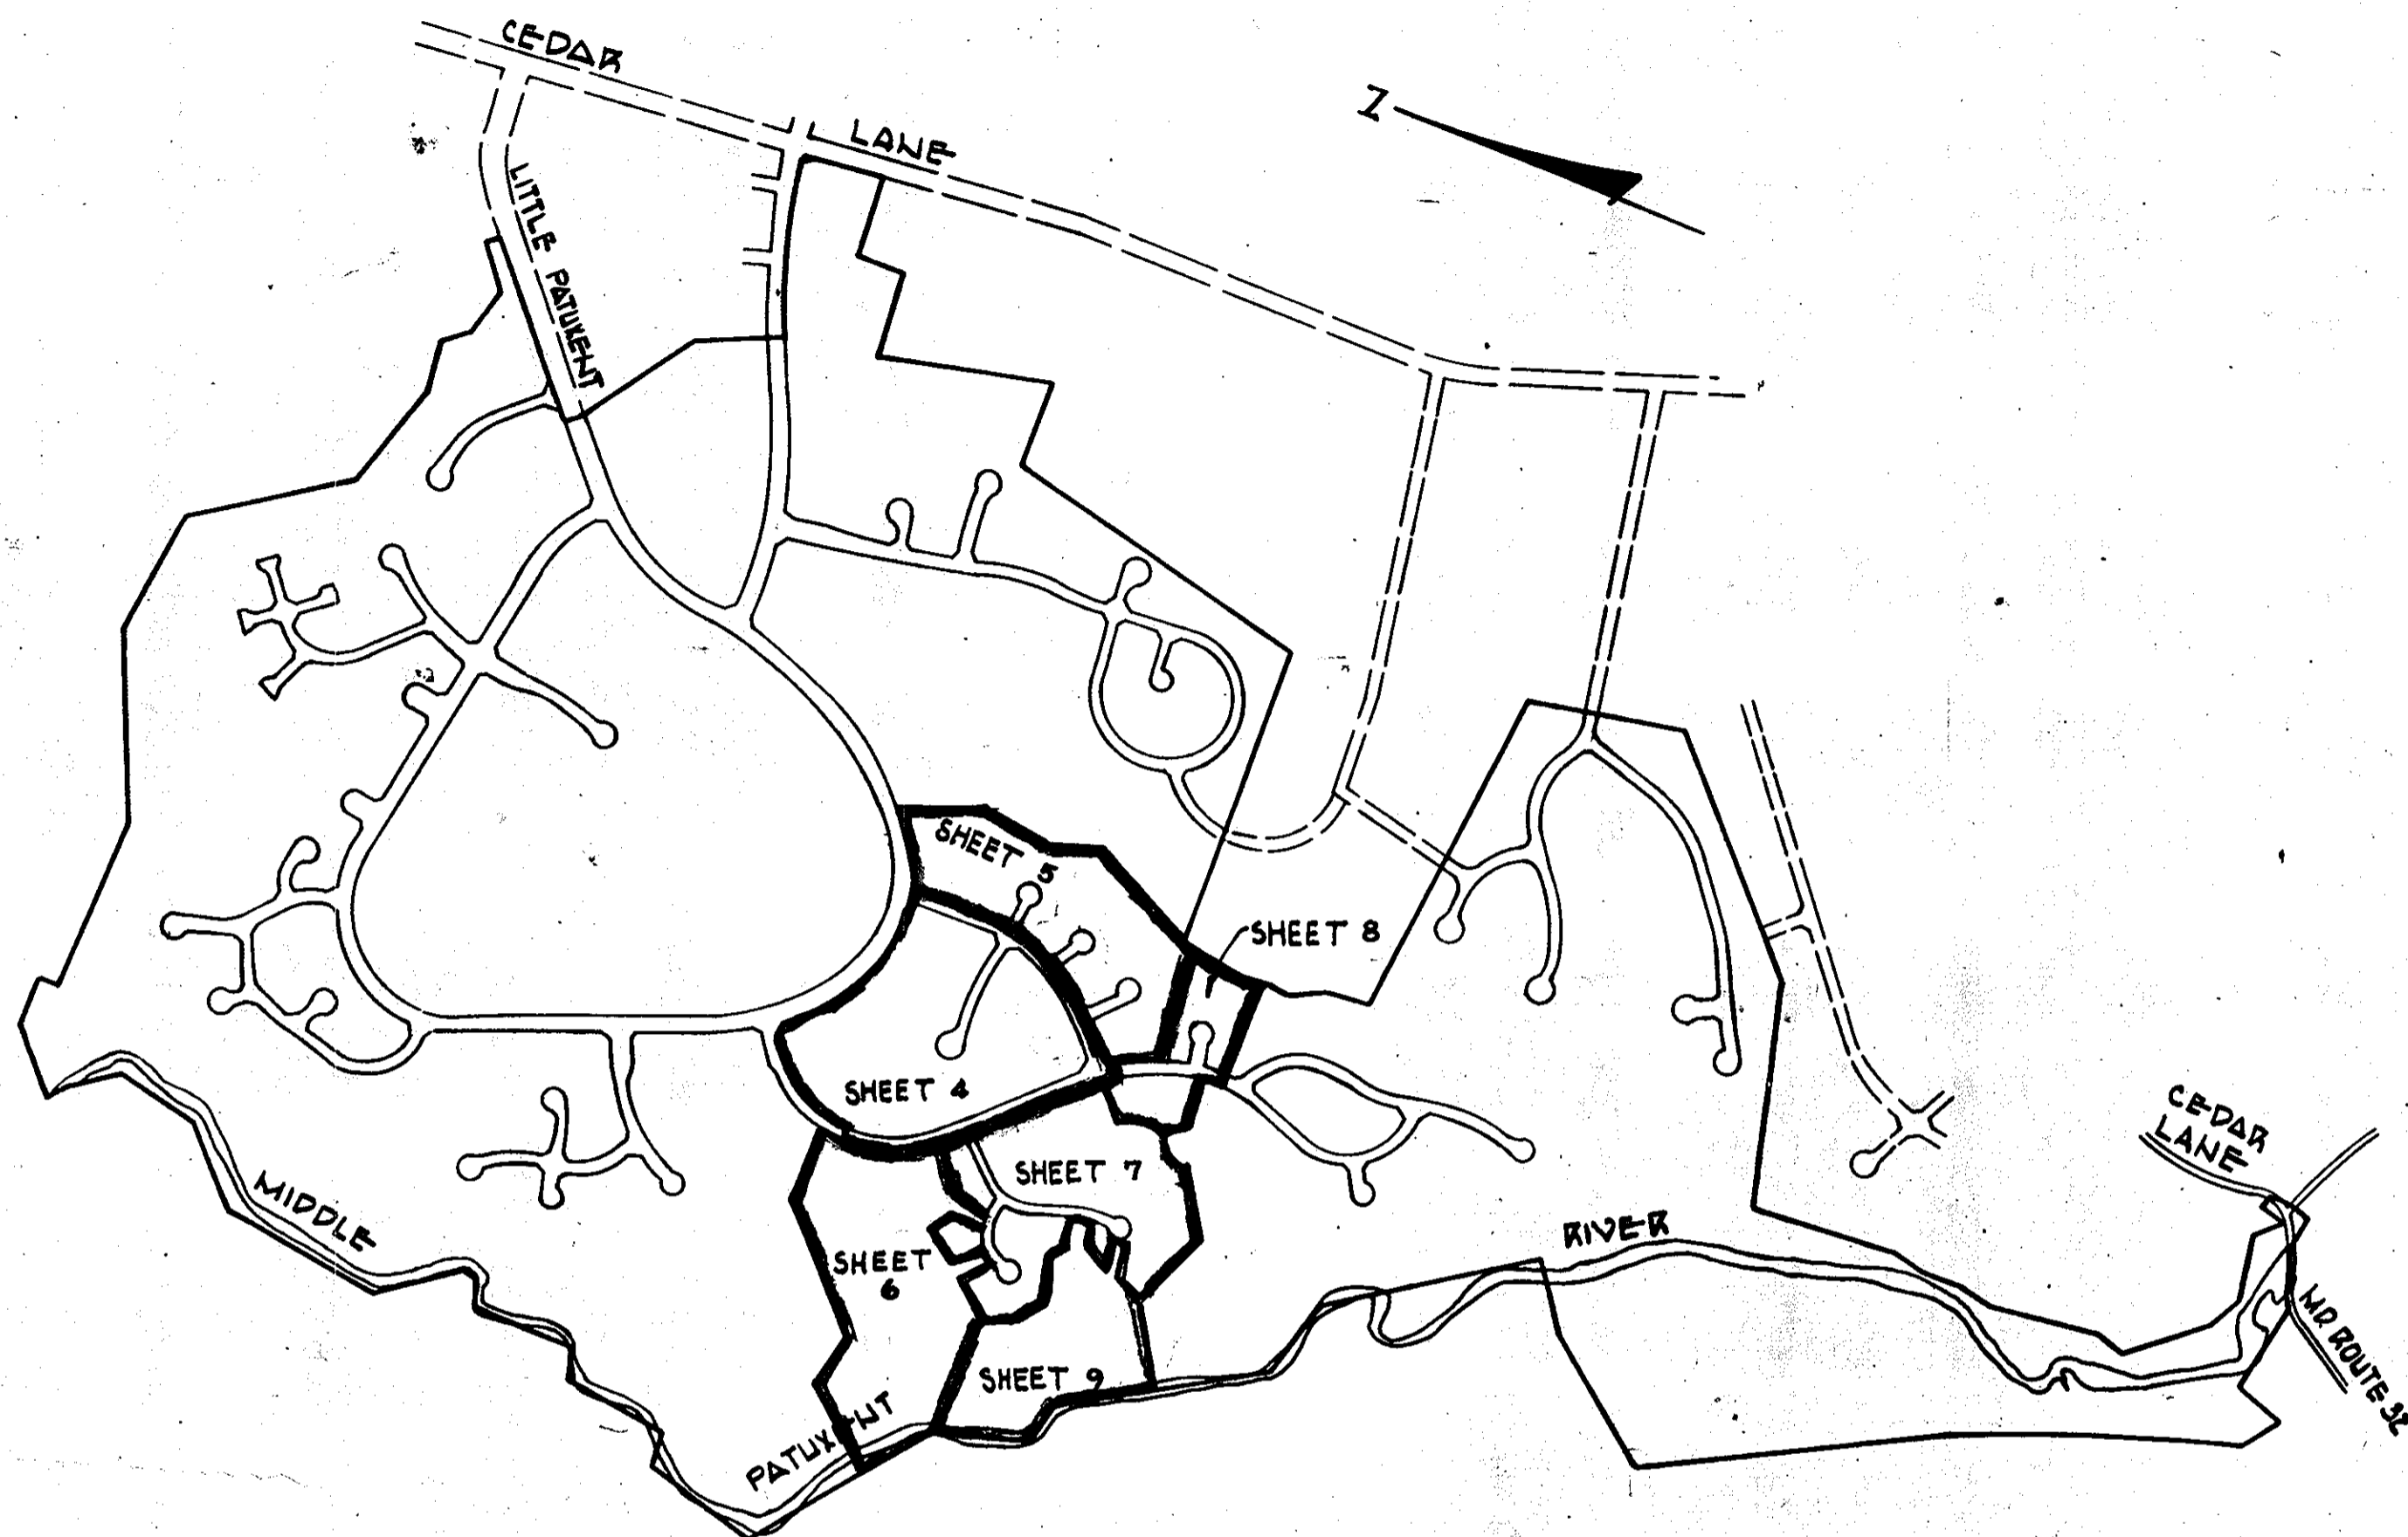 CEDAR
LANE
LITTLE PATUXENT
N
SHEET 5
SHEET 8
SHEET 4
SHEET 7
SHEET
6
SHEET 9
MIDDLE
PATUXENT
RIVER
CEDAR
LANE
MD ROUTE 32